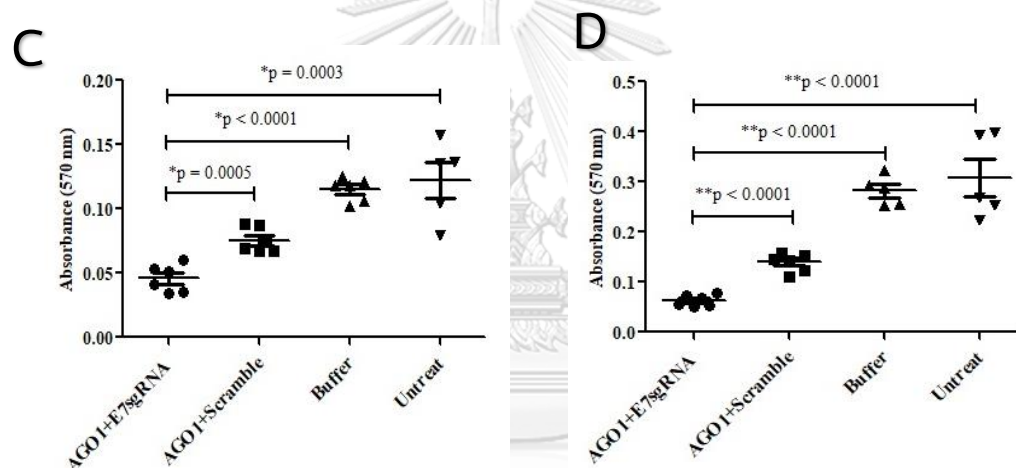 C
*p = 0.0003
*p < 0.0001
*p = 0.0005
Absorbance (570 nm)
0.20
0.15
0.10
0.05
0.00
AGO1+E7sgRNA
AGO1+Scramble
Buffer
Untreat
D
**p < 0.0001
**p < 0.0001
**p < 0.0001
Absorbance (570 nm)
0.5
0.4
0.3
0.2
0.1
0.0
AGO1+E7sgRNA
AGO1+Scramble
Buffer
Untreat